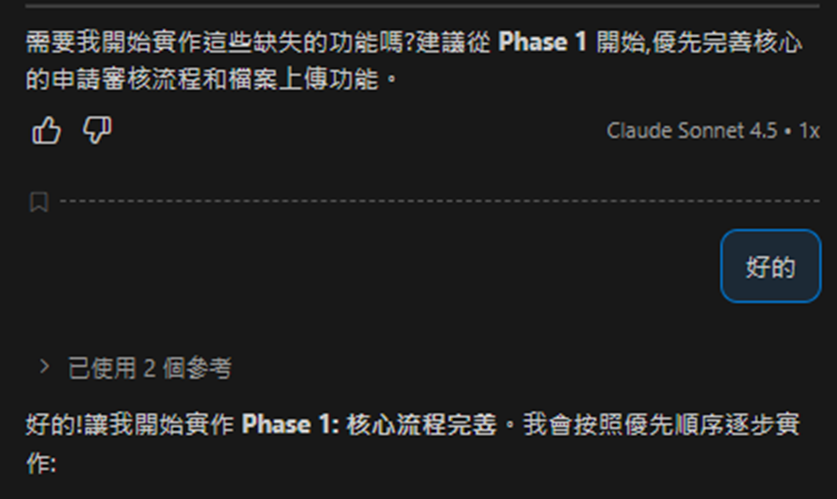 需要我開始實作這些缺失的功能嗎?建議從 Phase 1 開始,優先完善核心
的申請審核流程和檔案上傳功能。
Claude Sonnet 4.5 • 1x
好的
已使用 2 個參考
好的!讓我開始實作 Phase 1: 核心流程完善。我會按照優先順序逐步實
作: